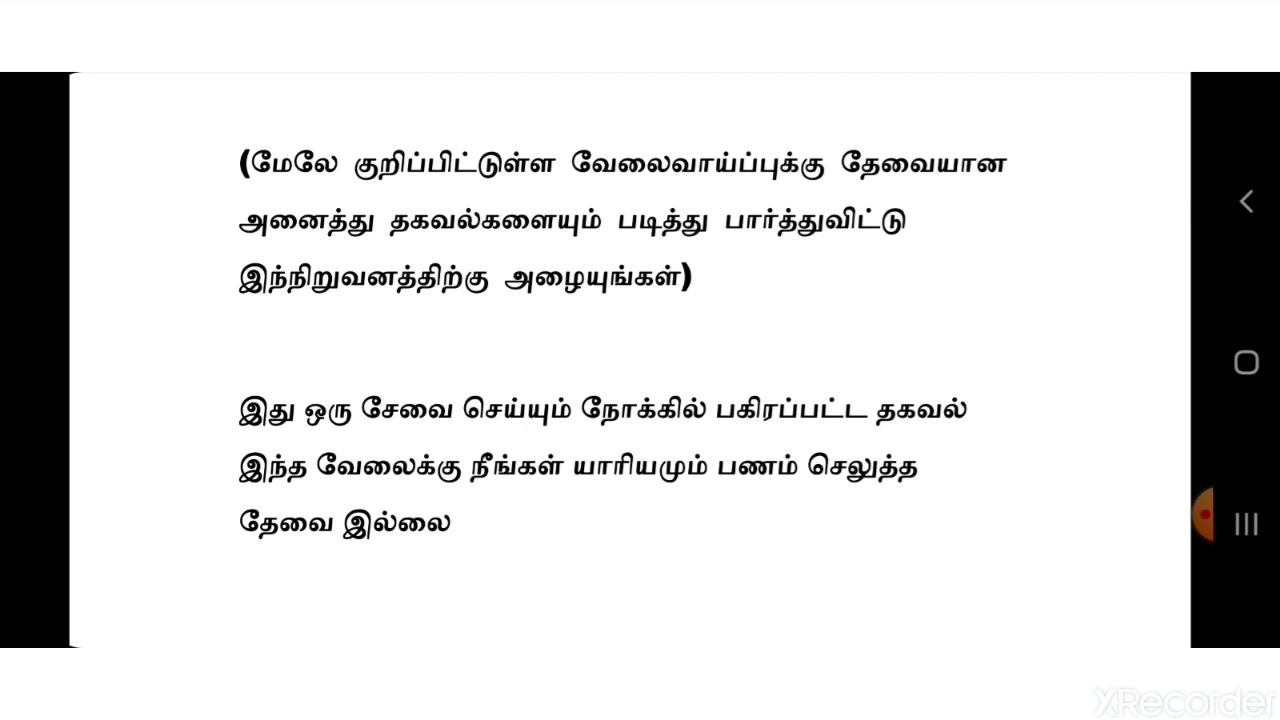 (மேலே குறிப்பிட்டுள்ள வேலைவாய்ப்புக்கு தேவையான
அனைத்து தகவல்களையும் படித்து பார்த்துவிட்டு
இந்நிறுவனத்திற்கு அழையுங்கள்)
இது ஒரு சேவை செய்யும் நோக்கில் பகிரப்பட்ட தகவல்
இந்த வேலைக்கு நீங்கள் யாரியமும் பணம் செலுத்த
தேவை இல்லை
XRecorder